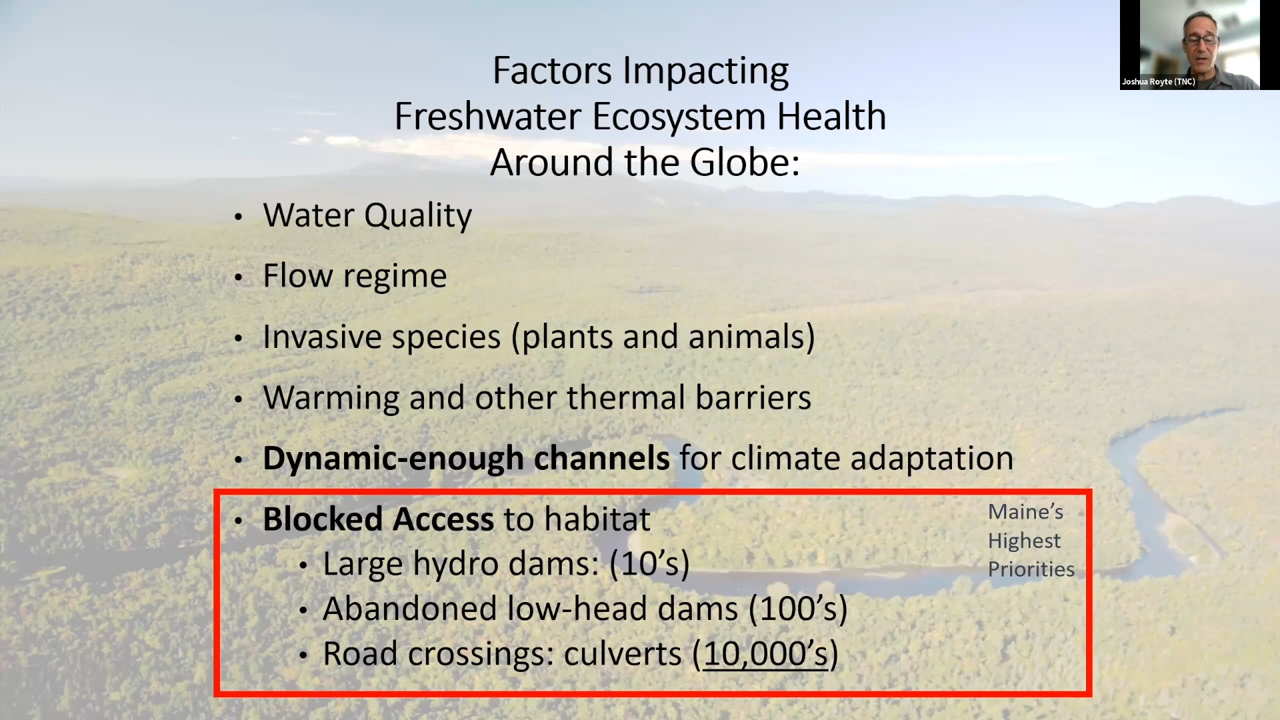 Factors Impacting
Freshwater Ecosystem Health
Around the Globe:
• Water Quality
• Flow regime
• Invasive species (plants and animals)
• Warming and other thermal barriers
• Dynamic-enough channels for climate adaptation
• Blocked Access to habitat
• Large hydro dams: (10's)
• Abandoned low-head dams (100's)
• Road crossings: culverts (10,000's)
Maine's
Highest
Priorities
Joshua Royte (TNC)